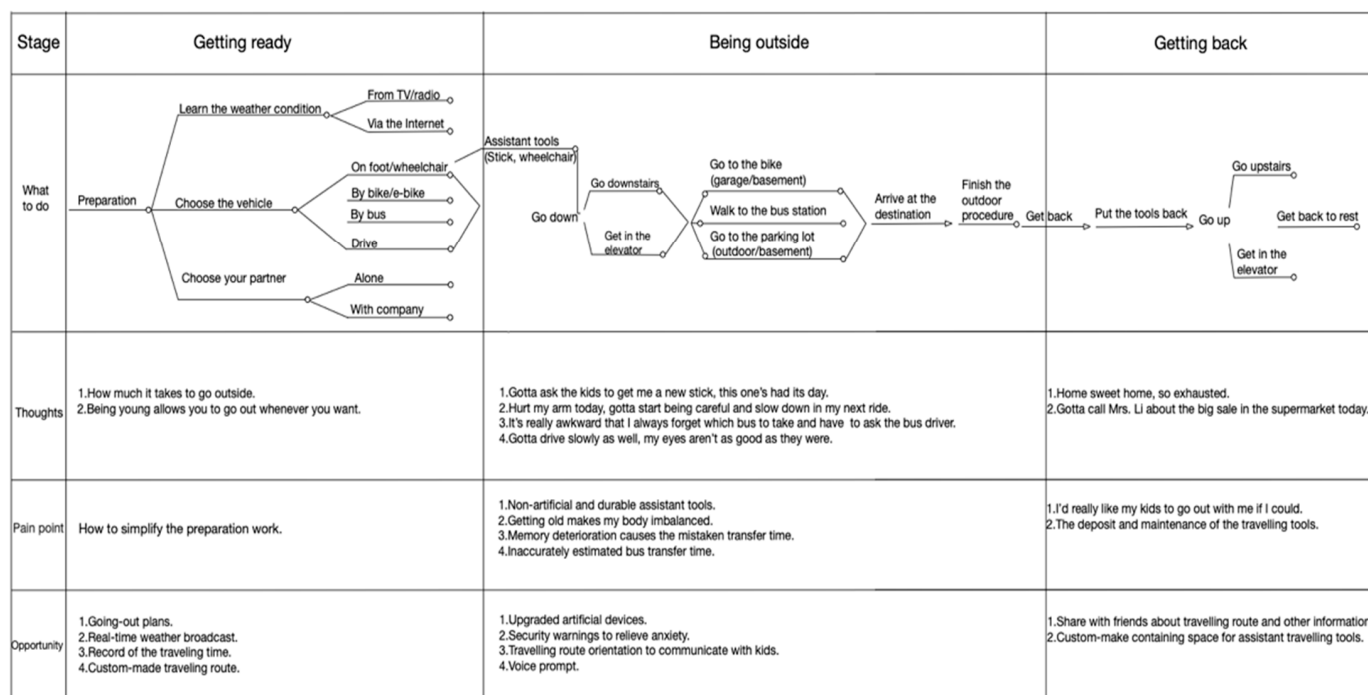 Stage
Getting ready
Being outside
Getting back
What
to do
Preparation
Learn the weather condition
From TV/radio
Via the Internet
Choose the vehicle
On foot/wheelchair
By bike/e-bike
By bus
Drive
Choose your partner
Alone
With company
Assistant tools
(Stick, wheelchair)
Go down
Go downstairs
Get in the
elevator
Go to the bike
(garage/basement)
Walk to the bus station
Go to the parking lot
(outdoor/basement)
Arrive at the
destination
Finish the
outdoor
procedure
Get back
Put the tools back
Go up
Go upstairs
Get in the
elevator
Get back to rest
Thoughts
1.How much it takes to go outside.
2.Being young allows you to go out whenever you want.
1.Gotta ask the kids to get me a new stick, this one's had its day.
2.Hurt my arm today, gotta start being careful and slow down in my next ride.
3.It's really awkward that I always forget which bus to take and have to ask the bus driver.
4.Gotta drive slowly as well, my eyes aren't as good as they were.
1.Home sweet home, so exhausted.
2.Gotta call Mrs. Li about the big sale in the supermarket today.
Pain point
How to simplify the preparation work.
1.Non-artificial and durable assistant tools.
2.Getting old makes my body imbalanced.
3.Memory deterioration causes the mistaken transfer time.
4.Inaccurately estimated bus transfer time.
1.I'd really like my kids to go out with me if I could.
2.The deposit and maintenance of the travelling tools.
Opportunity
1.Going-out plans.
2.Real-time weather broadcast.
3.Record of the traveling time.
4.Custom-made traveling route.
1.Upgraded artificial devices.
2.Security warnings to relieve anxiety.
3.Travelling route orientation to communicate with kids.
4.Voice prompt.
1.Share with friends about travelling route and other information
2.Custom-make containing space for assistant travelling tools.